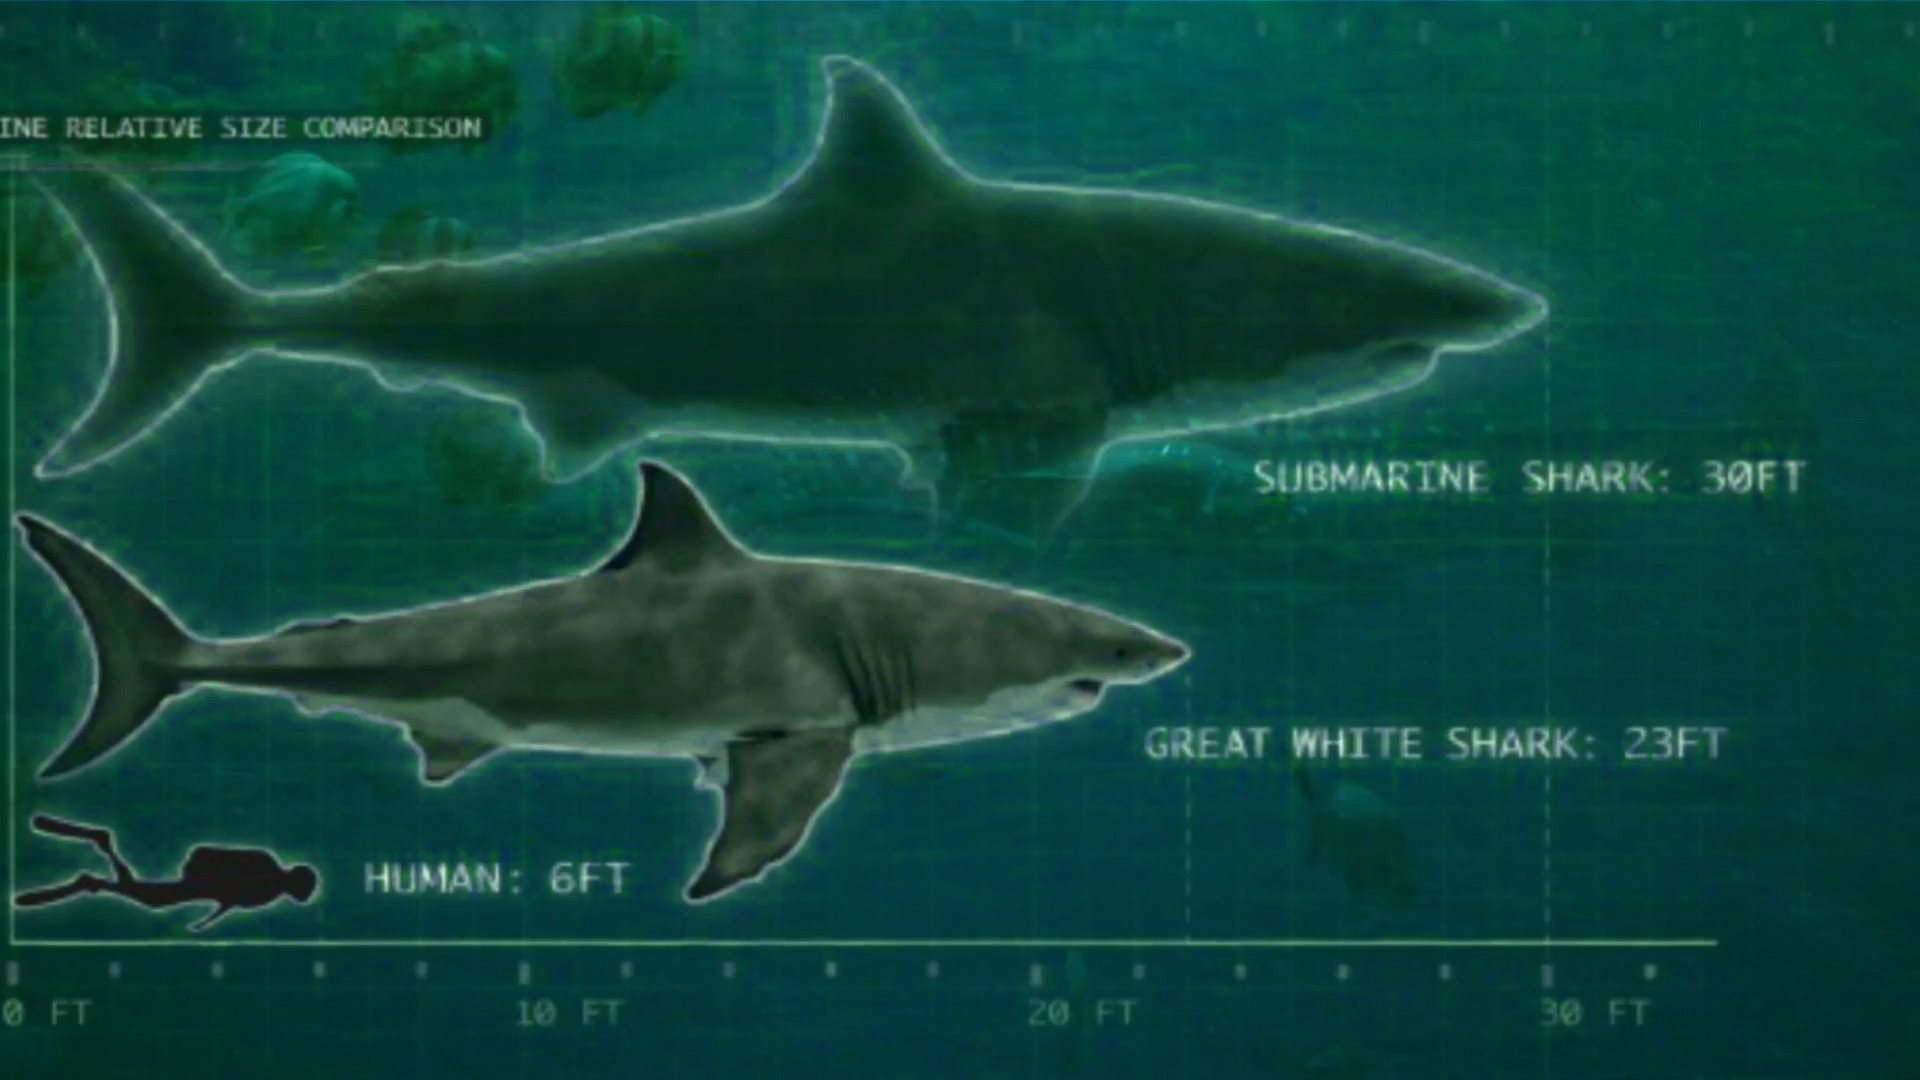 INE RELATIVE SIZE COMPARISON
SUBMARINE SHARK: 30FT
GREAT WHITE SHARK: 23FT
HUMAN: 6FT
0 FT 10 FT 20 FT 30 FT